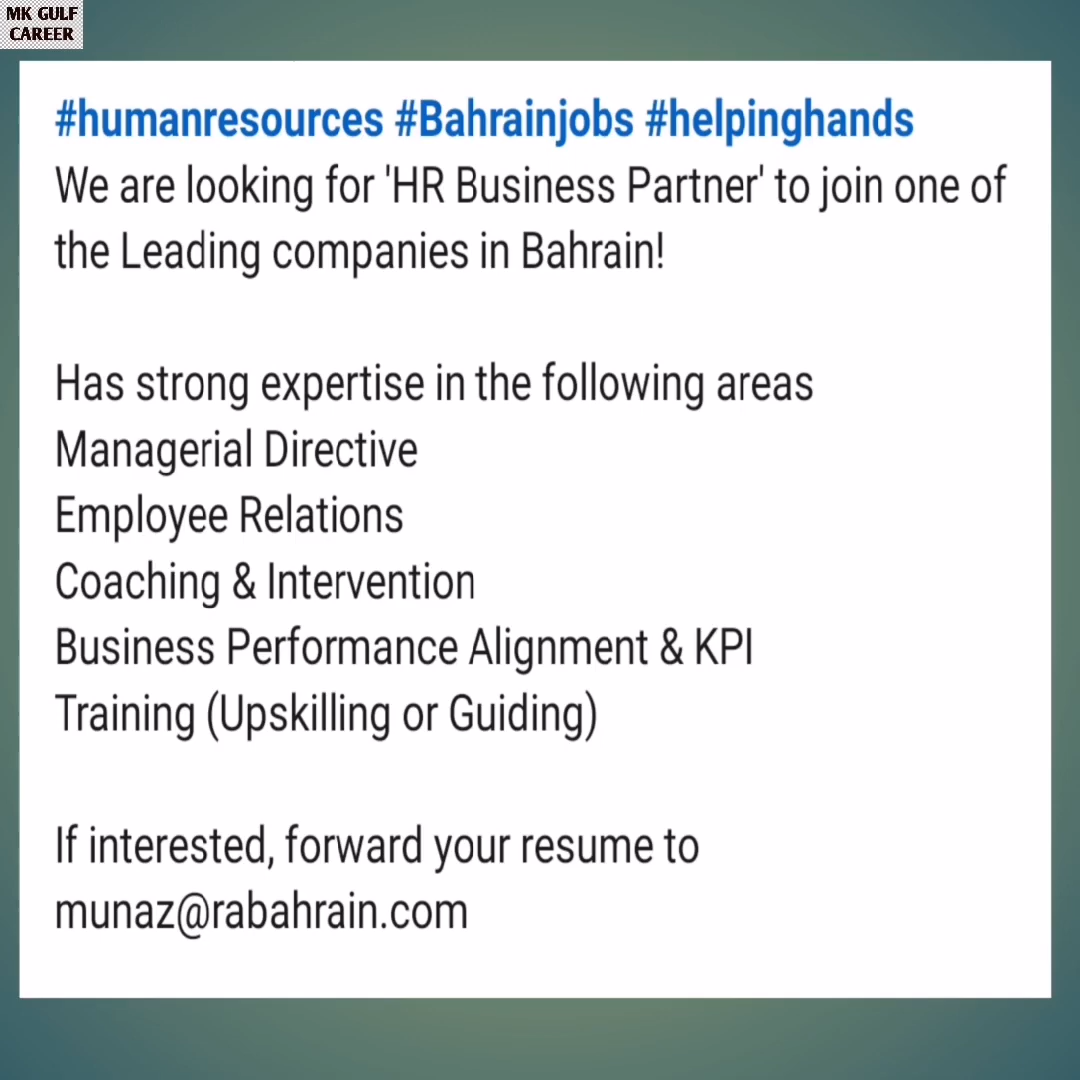 MK GULF
CAREER
#humanresources #Bahrainjobs #helpinghands
We are looking for 'HR Business Partner' to join one of
the Leading companies in Bahrain!
Has strong expertise in the following areas
Managerial Directive
Employee Relations
Coaching & Intervention
Business Performance Alignment & KPI
Training (Upskilling or Guiding)
If interested, forward your resume to
munaz@rabahrain.com